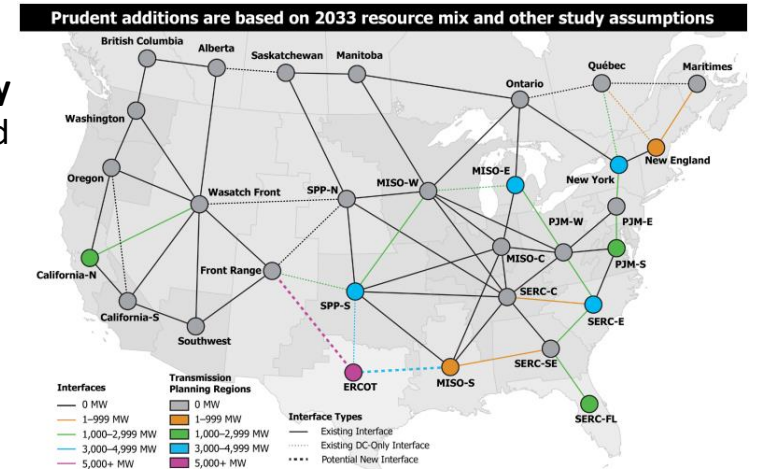 Prudent additions are based on 2033 resource mix and other study assumptions
y
d
British Columbia
Alberta
Saskatchewan
Manitoba
Ontario
Québec
Maritimes
Washington
Oregon
Wasatch Front
SPP-N
MISO-W
MISO-E
New York
New England
PJM-W
PJM-E
California-N
Front Range
MISO-C
PJM-S
SPP-S
SERC-C
California-S
SERC-E
Southwest
SERC-SE
ERCOT
MISO-S
SERC-FL
Interfaces
0 MW
1–999 MW
1,000–2,999 MW
3,000–4,999 MW
5,000+ MW
Transmission
Planning Regions
0 MW
1–999 MW
1,000–2,999 MW
3,000–4,999 MW
5,000+ MW
Interface Types
Existing Interface
Existing DC-Only Interface
Potential New Interface